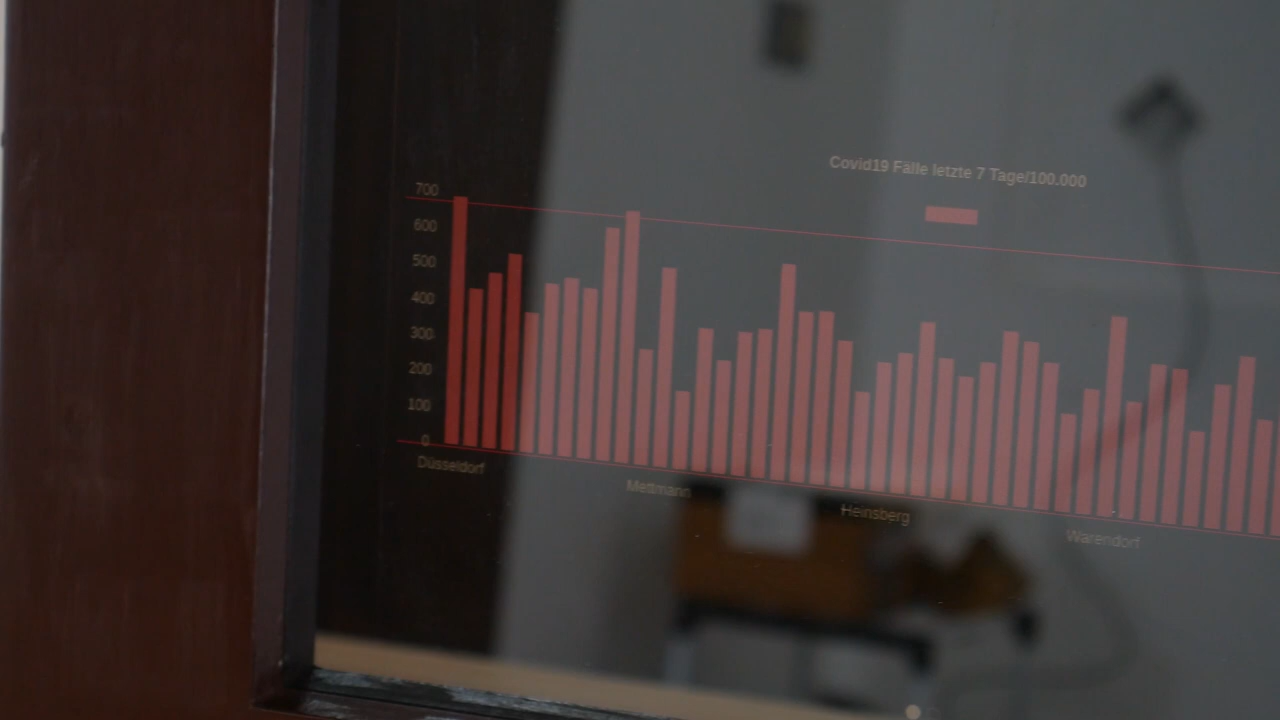 Covid19 Fälle letzte 7 Tage/100.000
700
600
500
400
300
200
100
0
Düsseldorf
Mettmann
Heinsberg
Warendorf